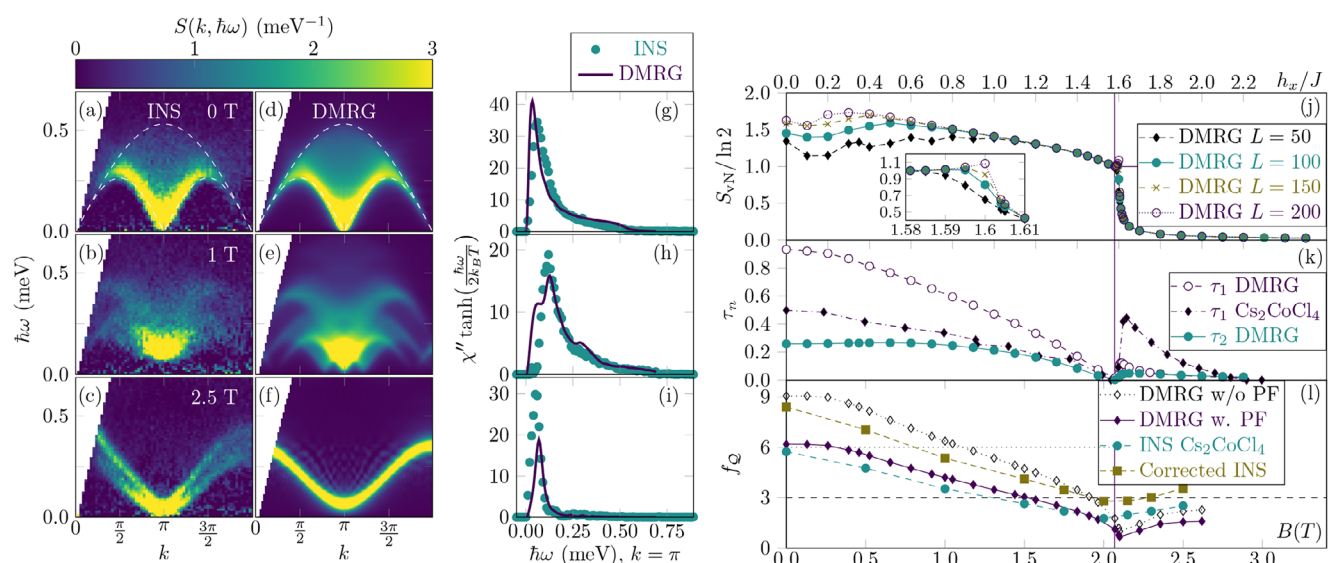 S(k, ħω) (meV⁻¹)
0 1 2 3
(a) INS 0 T
(d) DMRG
0.5
0.0
(b) 1 T
(e)
0.5
0.0
ħω (meV)
(c) 2.5 T
(f)
0.5
0
π/2 π 3π/2
k
π/2 π 3π/2
k
INS
DMRG
(g)
40
30
20
10
0
(h)
20
10
0
χ″ tanh(ħω/2k_BT)
(i)
30
20
10
0
0.00 0.25 0.50 0.75
ħω (meV), k = π
0.0 0.2 0.4 0.6 0.8 1.0 1.2 1.4 1.6 1.8 2.0 2.2 h_x/J
(j)
2.0
1.5
1.0
0.5
0.0
S_vN/ ln 2
DMRG L = 50
DMRG L = 100
DMRG L = 150
DMRG L = 200
1.1
0.9
0.7
0.5
1.58 1.59 1.60 1.61
(k)
0.8
0.6
0.4
0.2
0.0
τ_n
τ₁ DMRG
τ₁ Cs₂CoCl₄
τ₂ DMRG
(l)
9
6
3
0
f_Q
DMRG w/o PF
DMRG w. PF
INS Cs₂CoCl₄
Corrected INS
B(T)
0.0 0.5 1.0 1.5 2.0 2.5 3.0